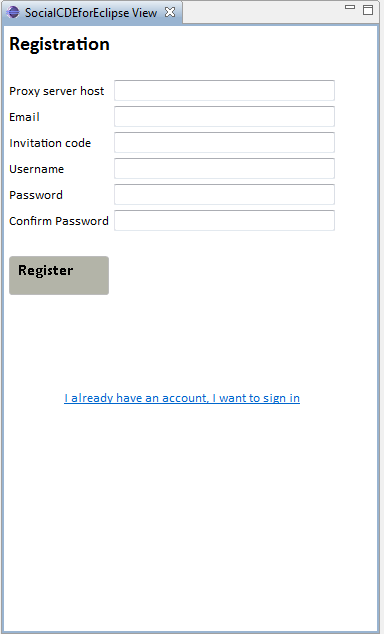 SocialCDEforEclipse View
Registration
Proxy server host
Email
Invitation code
Username
Password
Confirm Password
Register
I already have an account, I want to sign in